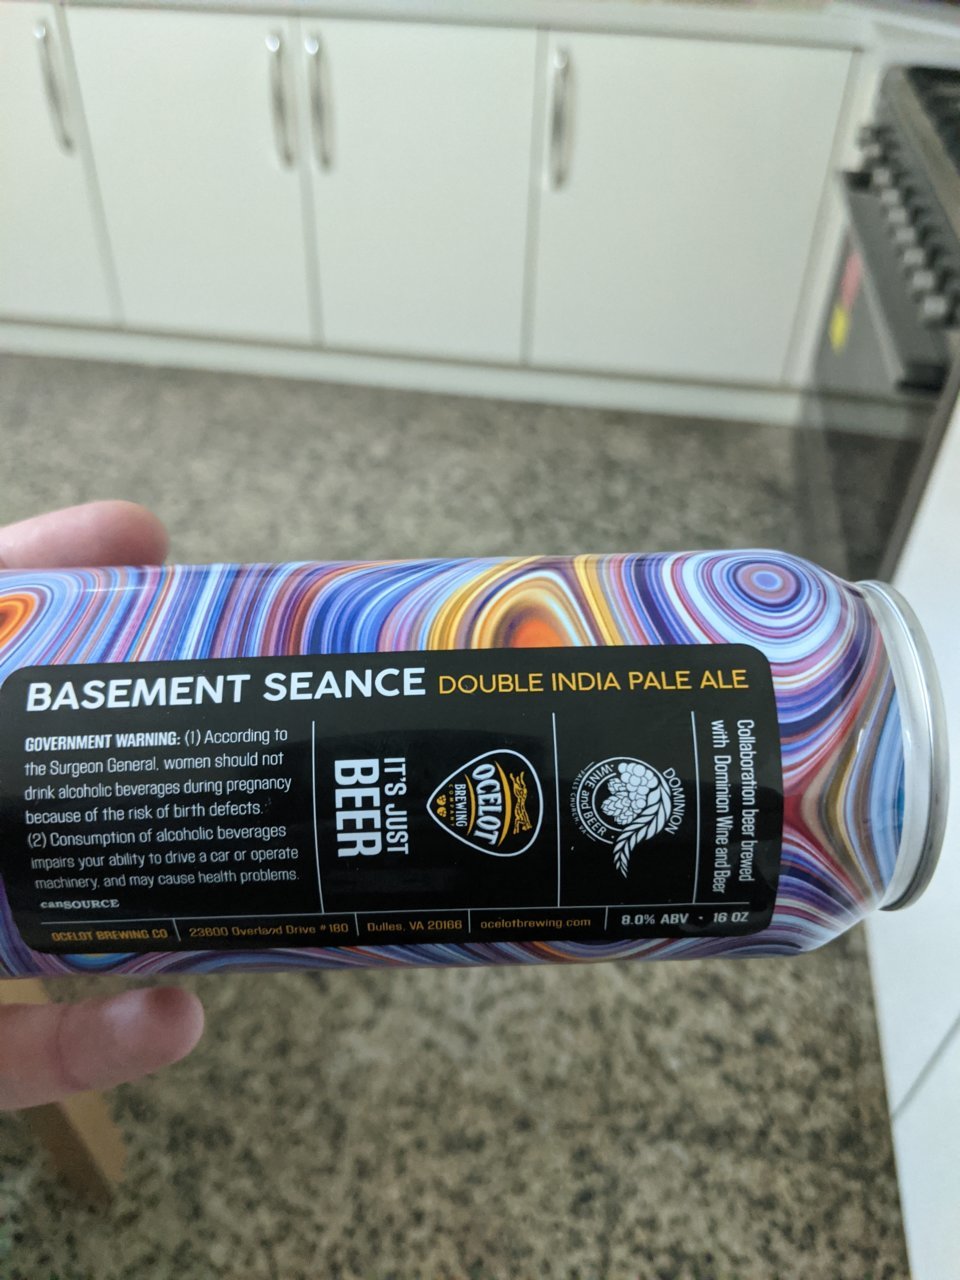 BASEMENT SEANCE DOUBLE INDIA PALE ALE
GOVERNMENT WARNING: (1) According to
the Surgeon General, women should not
drink alcoholic beverages during pregnancy
because of the risk of birth defects.
(2) Consumption of alcoholic beverages
impairs your ability to drive a car or operate
machinery, and may cause health problems.
canSOURCE
IT'S JUST
BEER
OCELOT
BREWING
COMPANY
DOMINION
WINE and BEER
FALLS CHURCH VA
Collaboration beer brewed
with Dominion Wine and Beer
OCELOT BREWING CO 23600 Overland Drive #180 Dulles, VA 20166 ocelotbrewing.com 8.0% ABV • 16 OZ